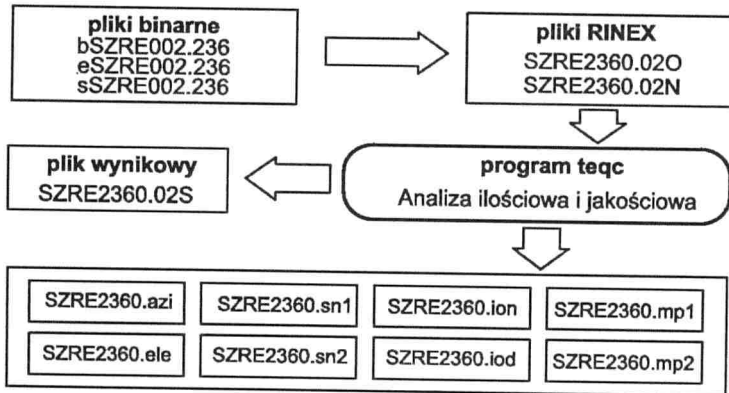 pliki binarne
bSZRE002.236
eSZRE002.236
sSZRE002.236
pliki RINEX
SZRE2360.02O
SZRE2360.02N
plik wynikowy
SZRE2360.02S
program teqc
Analiza ilościowa i jakościowa
SZRE2360.azi
SZRE2360.sn1
SZRE2360.ion
SZRE2360.mp1
SZRE2360.ele
SZRE2360.sn2
SZRE2360.iod
SZRE2360.mp2